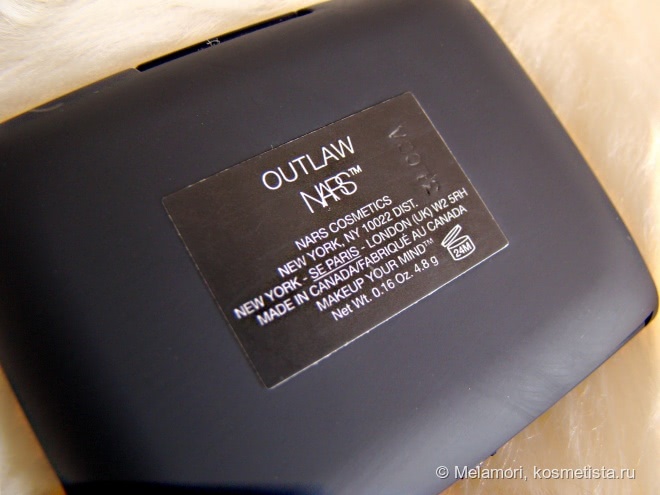 OUTLAW
NARS™
NARS COSMETICS
NEW YORK, NY 10022 DIST.
NEW YORK - SE PARIS - LONDON (UK) W2 5RH
MADE IN CANADA/FABRIQUÉ AU CANADA
MAKEUP YOUR MIND™
Net Wt. 0.16 Oz. 4.8 g
24M
© Melamori, kosmetista.ru